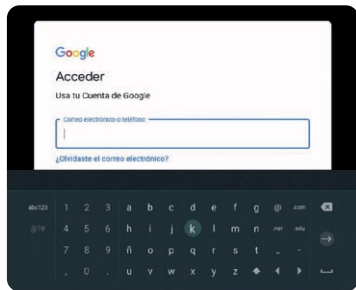 Google
Acceder
Usa tu Cuenta de Google
Correo electrónico o teléfono
¿Olvidaste el correo electrónico?
abc123 1 2 3 a b c d e f g @ .com
@?# 4 5 6 h i j k l m n .net .edu
7 8 9 ñ o p q r s t _ -
, 0 . u v w x y z